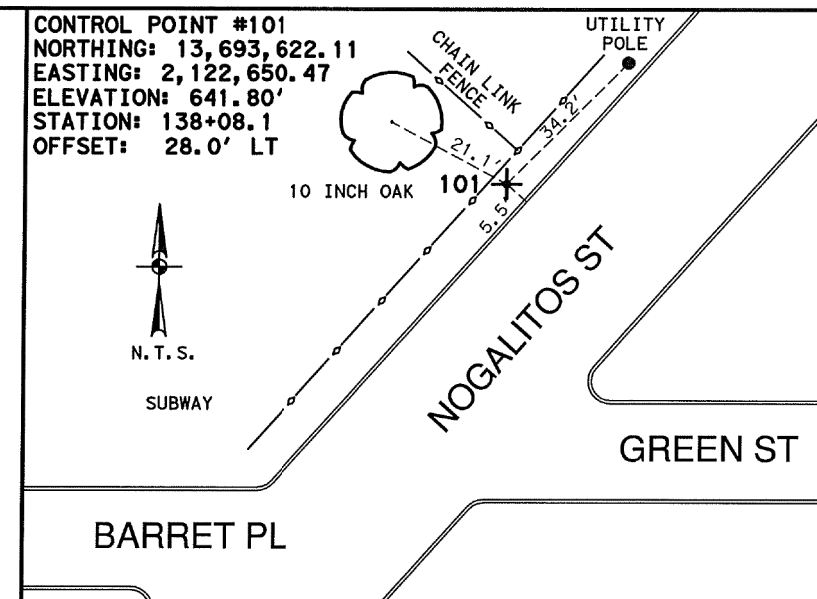 CONTROL POINT #101
NORTHING: 13,693,622.11
EASTING: 2,122,650.47
ELEVATION: 641.80'
STATION: 138+08.1
OFFSET: 28.0' LT
UTILITY
POLE
CHAIN LINK
FENCE
34.2'
21.1'
101
10 INCH OAK
5.5'
N.T.S.
SUBWAY
NOGALITOS ST
GREEN ST
BARRET PL